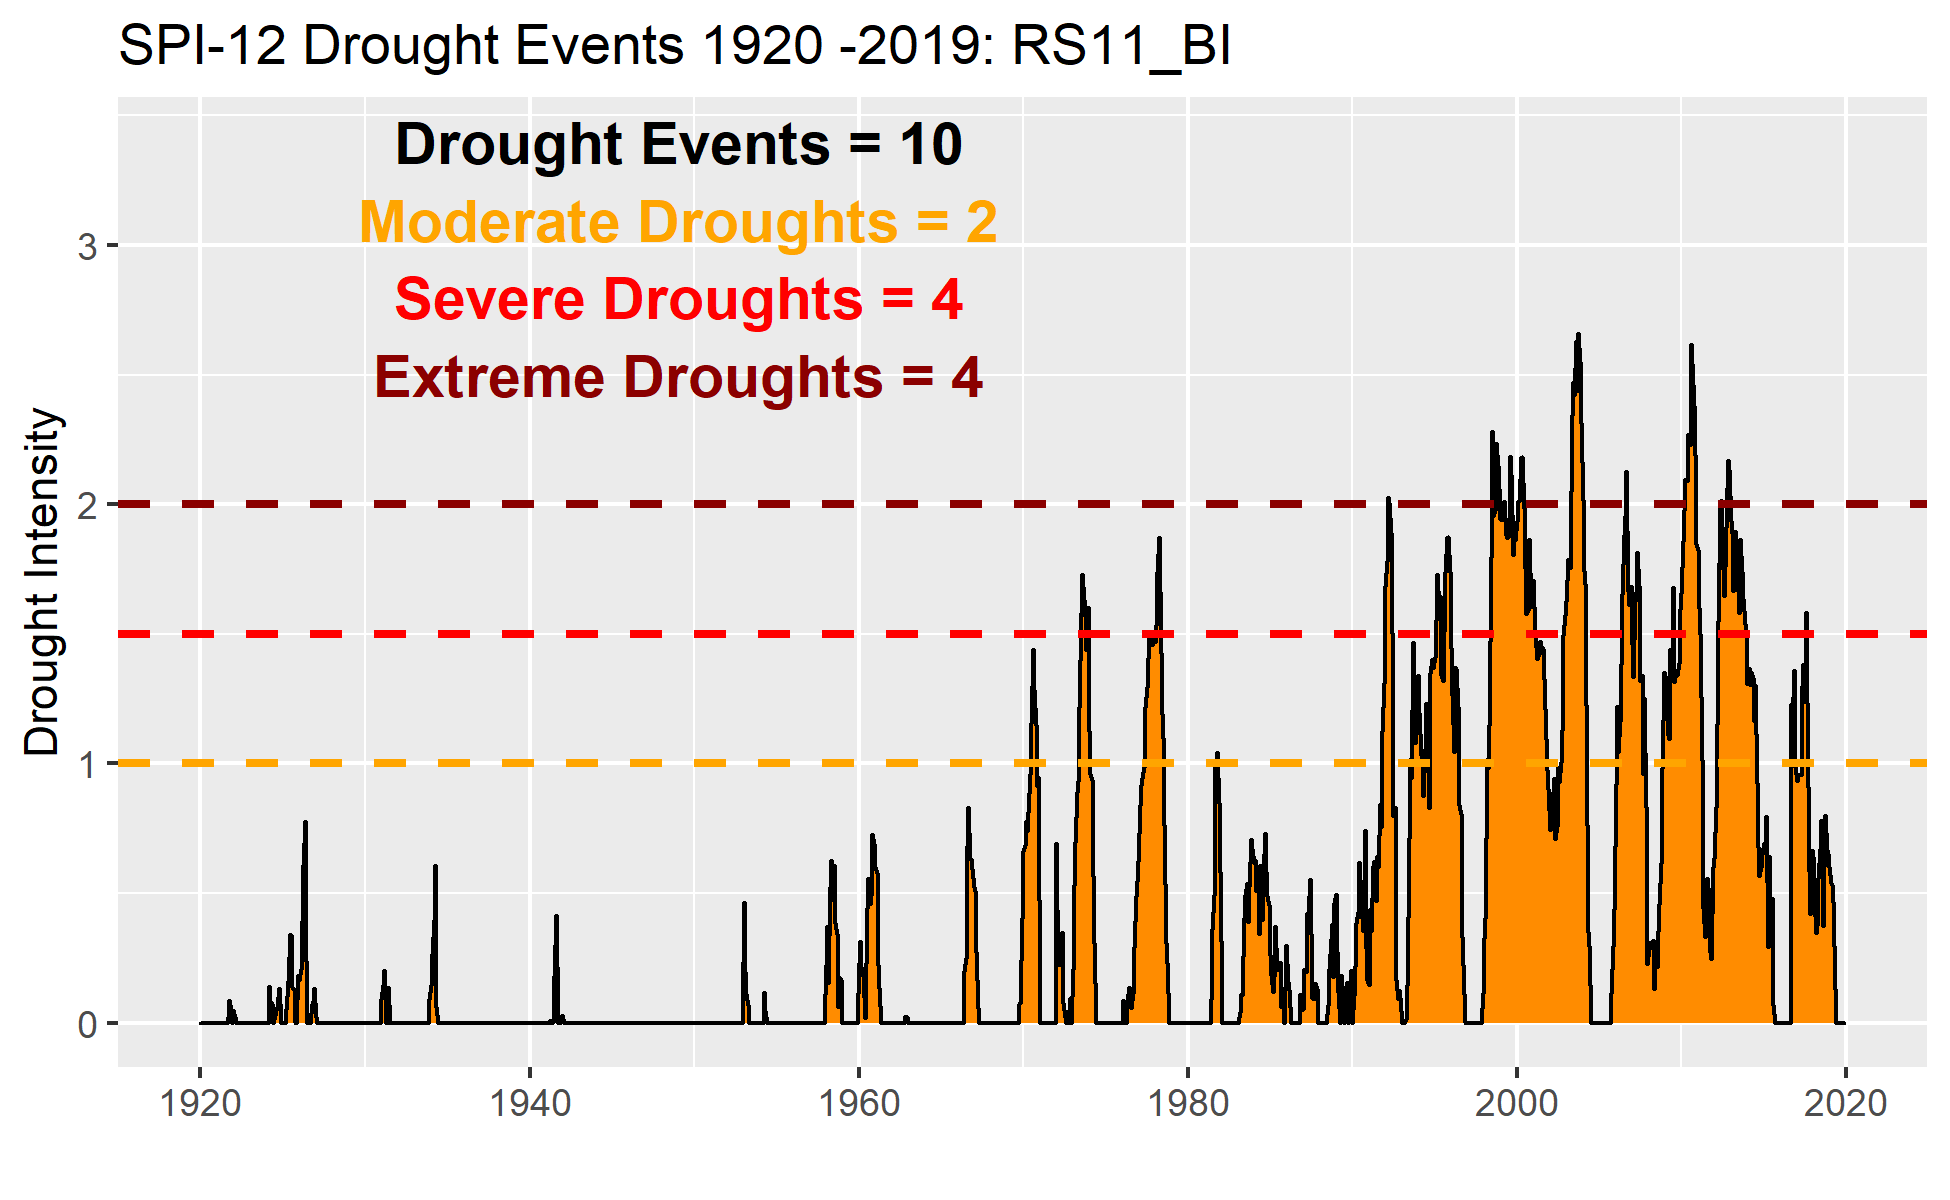 SPI-12 Drought Events 1920 -2019: RS11_BI
Drought Events = 10
Moderate Droughts = 2
Severe Droughts = 4
Extreme Droughts = 4
Drought Intensity
3
2
1
0
1920 1940 1960 1980 2000 2020